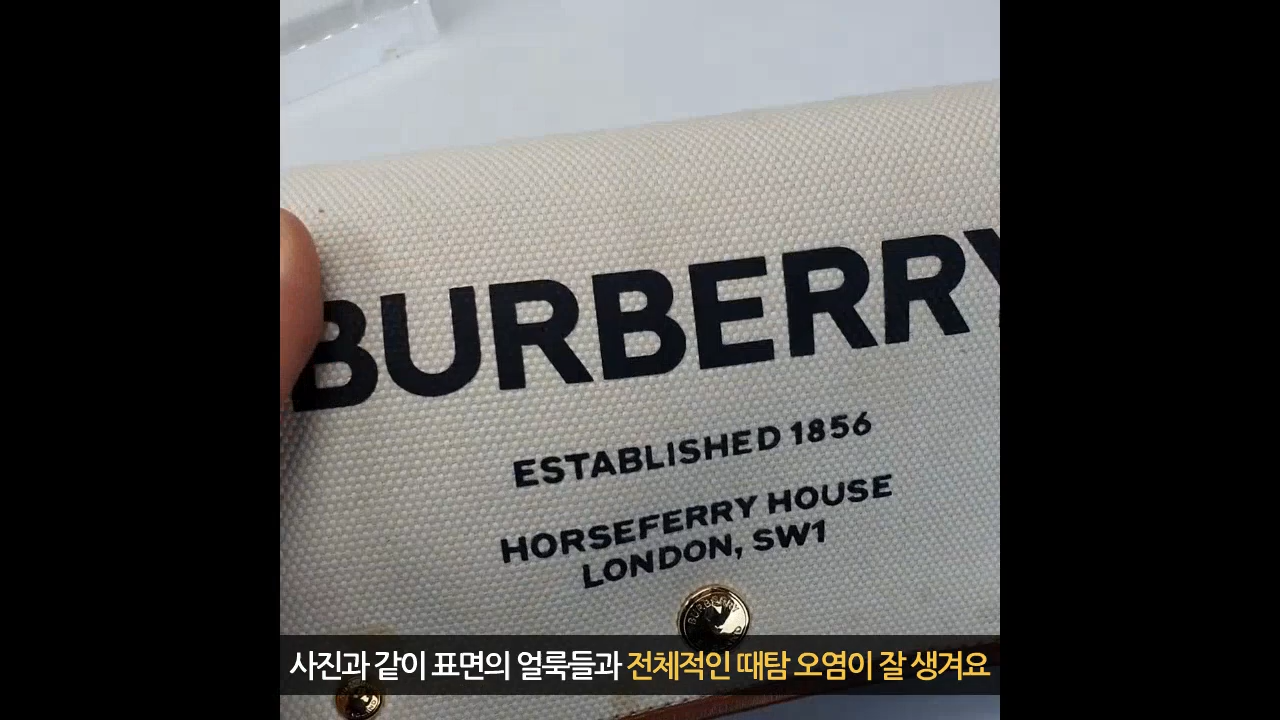 BURBERRY
ESTABLISHED 1856
HORSEFERRY HOUSE
LONDON, SW1
BURBERRY
사진과 같이 표면의 얼룩들과 전체적인 때탐 오염이 잘 생겨요